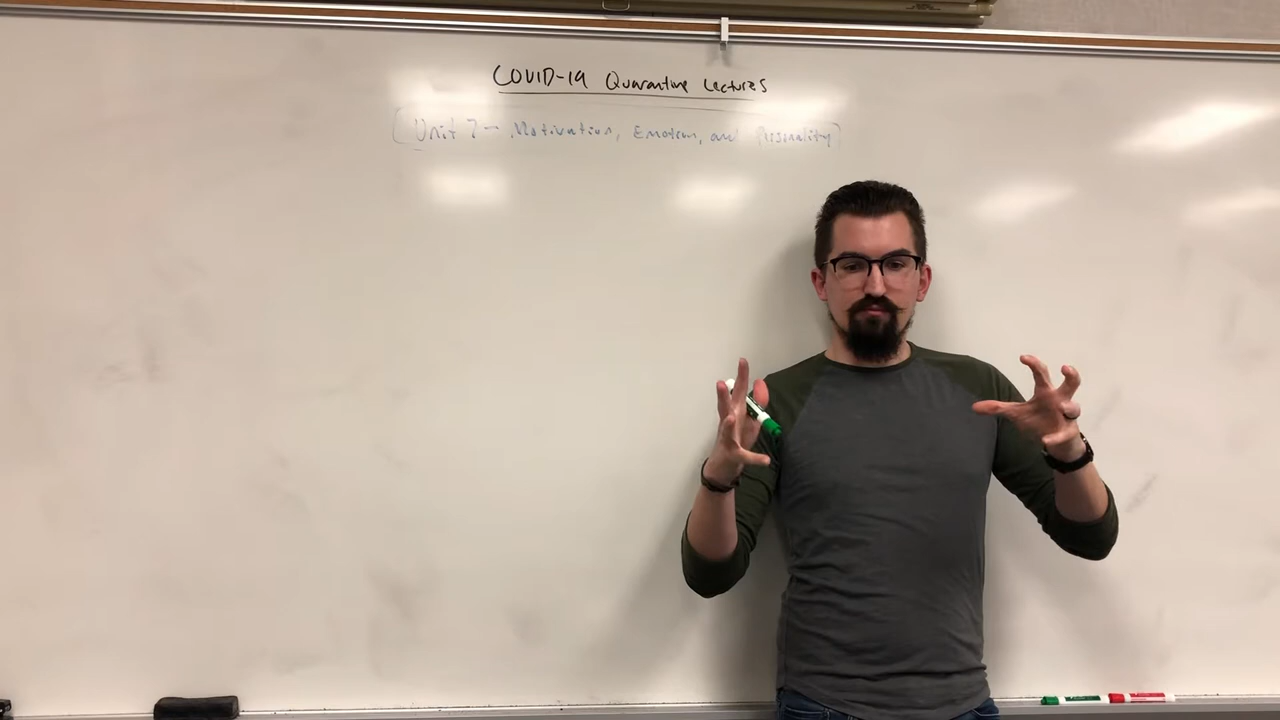 COVID-19 Quarantine Lectures
(Unit 7 - Motivation, Emotion, and Personality)